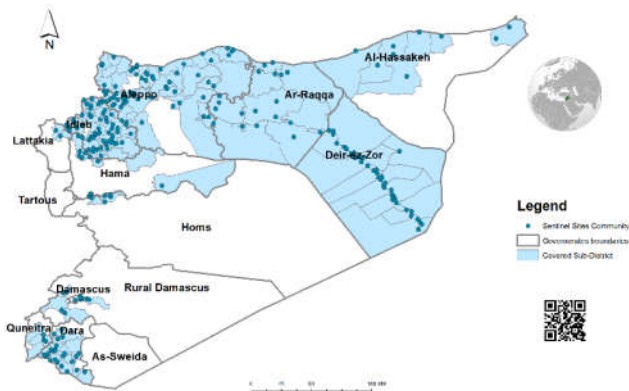 N
Al-Hassakeh
Aleppo
Ar-Raqqa
Idleb
Lattakia
Deir-ez-Zor
Hama
Tartous
Homs
Legend
Sentinel Sites Community
Governorates boundaries
Covered Sub-District
Damascus
Rural Damascus
Quneitra
Dara
As-Sweida